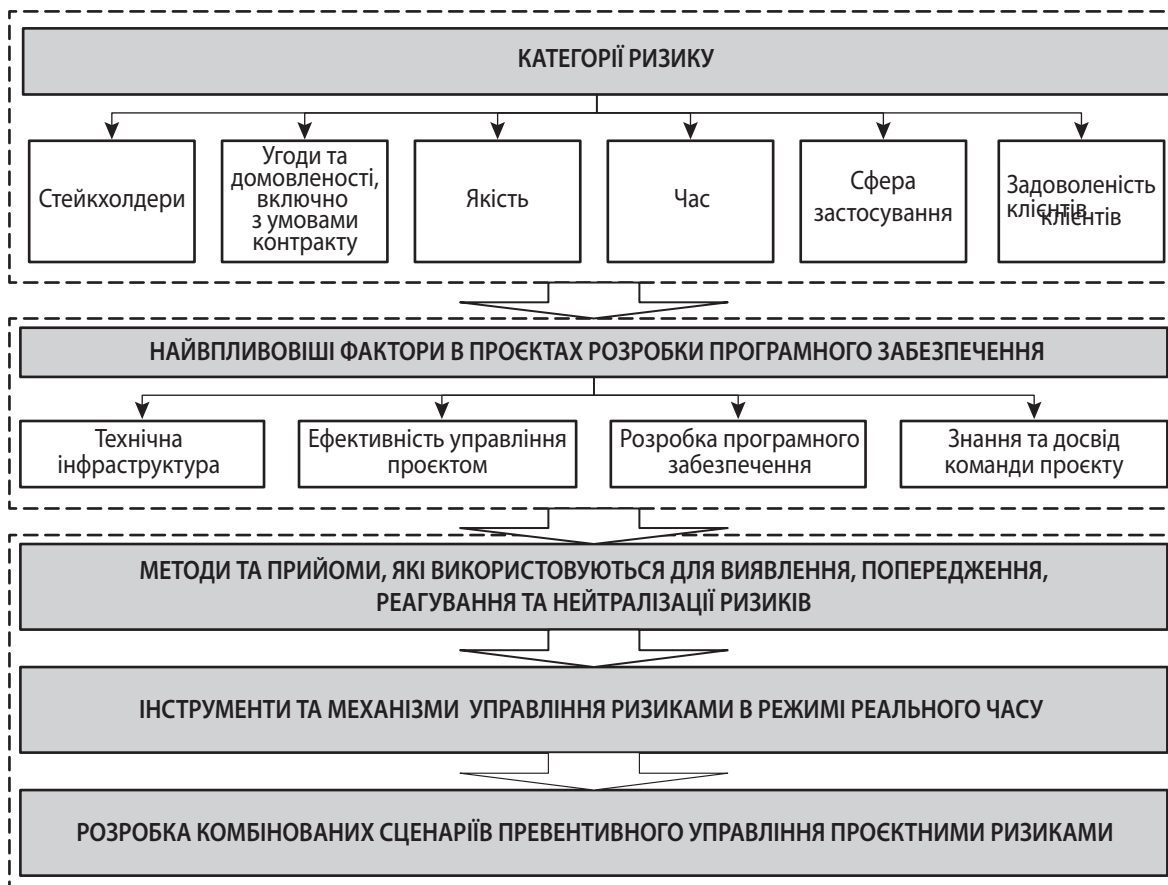 КАТЕГОРІЇ РИЗИКУ
Стейкхолдери
Угоди та
домовленості,
включно
з умовами
контракту
Якість
Час
Сфера
застосування
Задоволеність
клієнтів
клієнтів
НАЙВПЛИВОВІШІ ФАКТОРИ В ПРОЄКТАХ РОЗРОБКИ ПРОГРАМНОГО ЗАБЕЗПЕЧЕННЯ
Технічна
інфраструктура
Ефективність управління
проєктом
Розробка програмного
забезпечення
Знання та досвід
команди проєкту
МЕТОДИ ТА ПРИЙОМИ, ЯКІ ВИКОРИСТОВУЮТЬСЯ ДЛЯ ВИЯВЛЕННЯ, ПОПЕРЕДЖЕННЯ,
РЕАГУВАННЯ ТА НЕЙТРАЛІЗАЦІЇ РИЗИКІВ
ІНСТРУМЕНТИ ТА МЕХАНІЗМИ УПРАВЛІННЯ РИЗИКАМИ В РЕЖИМІ РЕАЛЬНОГО ЧАСУ
РОЗРОБКА КОМБІНОВАНИХ СЦЕНАРІЇВ ПРЕВЕНТИВНОГО УПРАВЛІННЯ ПРОЄКТНИМИ РИЗИКАМИ